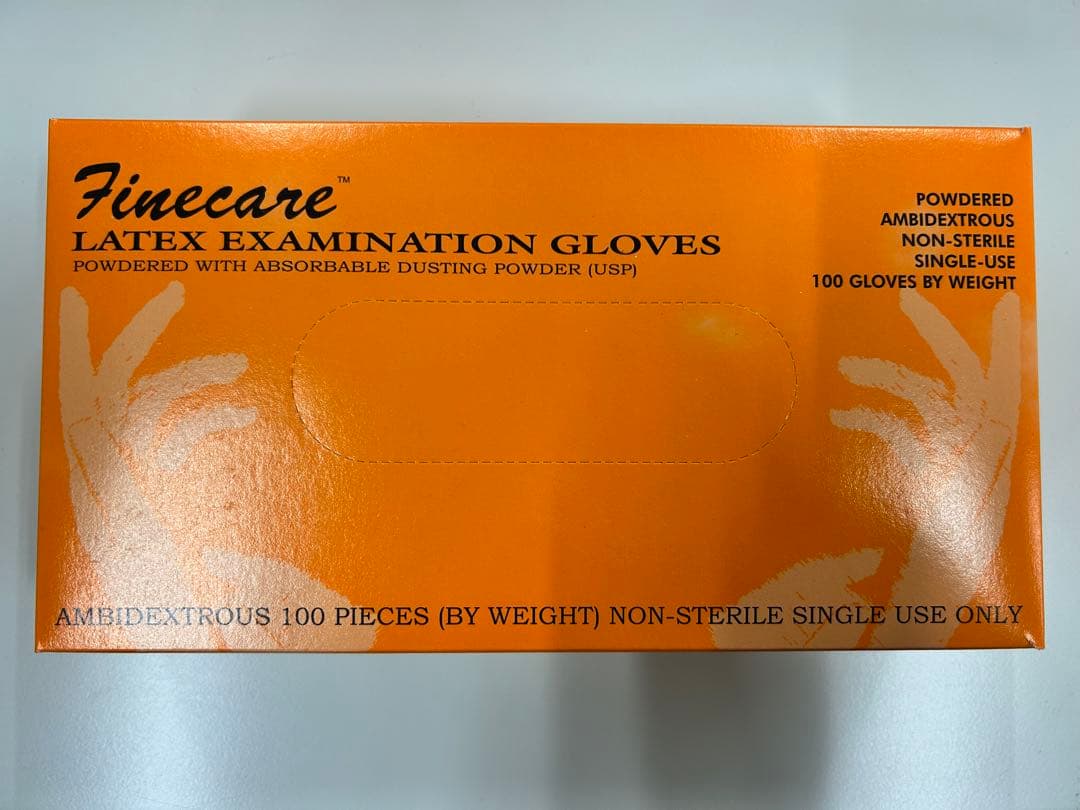 Finecare™
LATEX EXAMINATION GLOVES
POWDERED WITH ABSORBABLE DUSTING POWDER (USP)
POWDERED
AMBIDEXTROUS
NON-STERILE
SINGLE-USE
100 GLOVES BY WEIGHT
AMBIDEXTROUS 100 PIECES (BY WEIGHT) NON-STERILE SINGLE USE ONLY